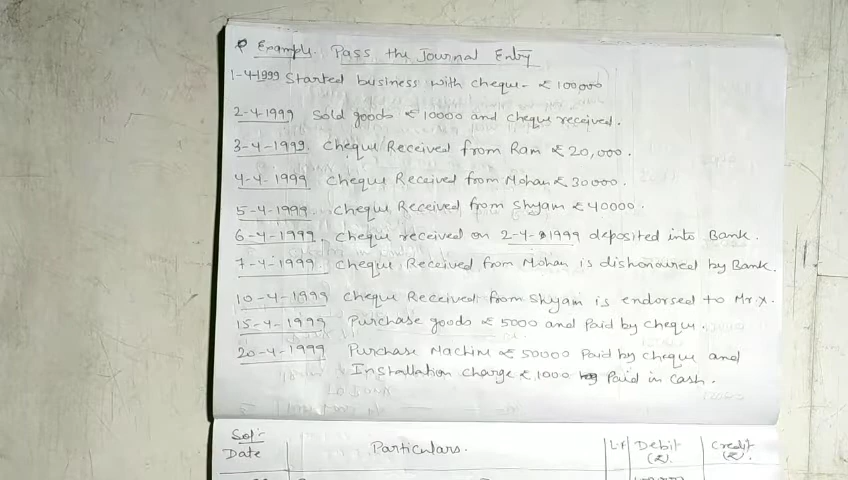 Example. Pass the Journal Entry
1-4-1999 Started business with cheque - ₹ 100000
2-4-1999 Sold goods ₹ 10000 and cheque received.
3-4-1999. Cheque Received from Ram ₹ 20,000.
4-4-1999 cheque Received from Mohan ₹ 30000.
5-4-1999. cheque Received from Shyam ₹ 40000.
6-4-1999. cheque received on 2-4-1999 deposited into Bank.
7-4-1999. cheque Received from Mohan is dishonoured by Bank.
10-4-1999 cheque Received from Shyam is endorsed to Mr. X.
15-4-1999 Purchase goods ₹ 5000 and Paid by cheque.
20-4-1999 Purchase Machine ₹ 50000 Paid by cheque and
Installation charge ₹ 1000 Paid in cash.
Sol:-
Date Particulars. L.F Debit (₹). Credit (₹).